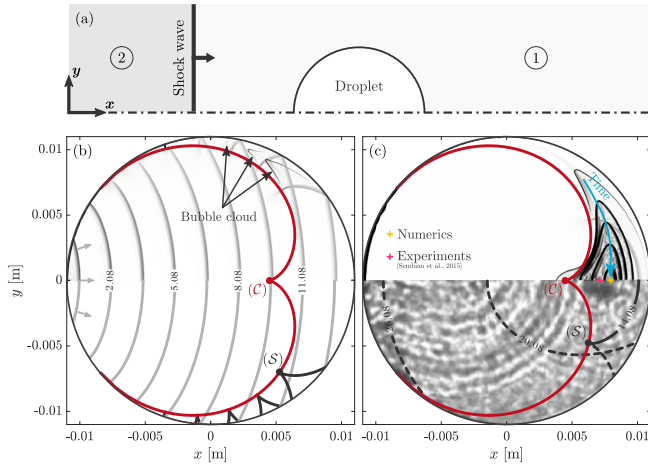 (a)
2
Shock wave
1
Droplet
y
x
(b)
(c)
0.01
0.005
0
-0.005
-0.01
y [m]
Bubble cloud
2.08
5.08
8.08
11.08
(C)
(S)
-0.01
-0.005
0
0.005
0.01
x [m]
Time
+ Numerics
+ Experiments
[Sembian et al., 2015]
(C)
(S)
14.08
20.08
26.08
-0.01
-0.005
0
0.005
0.01
x [m]